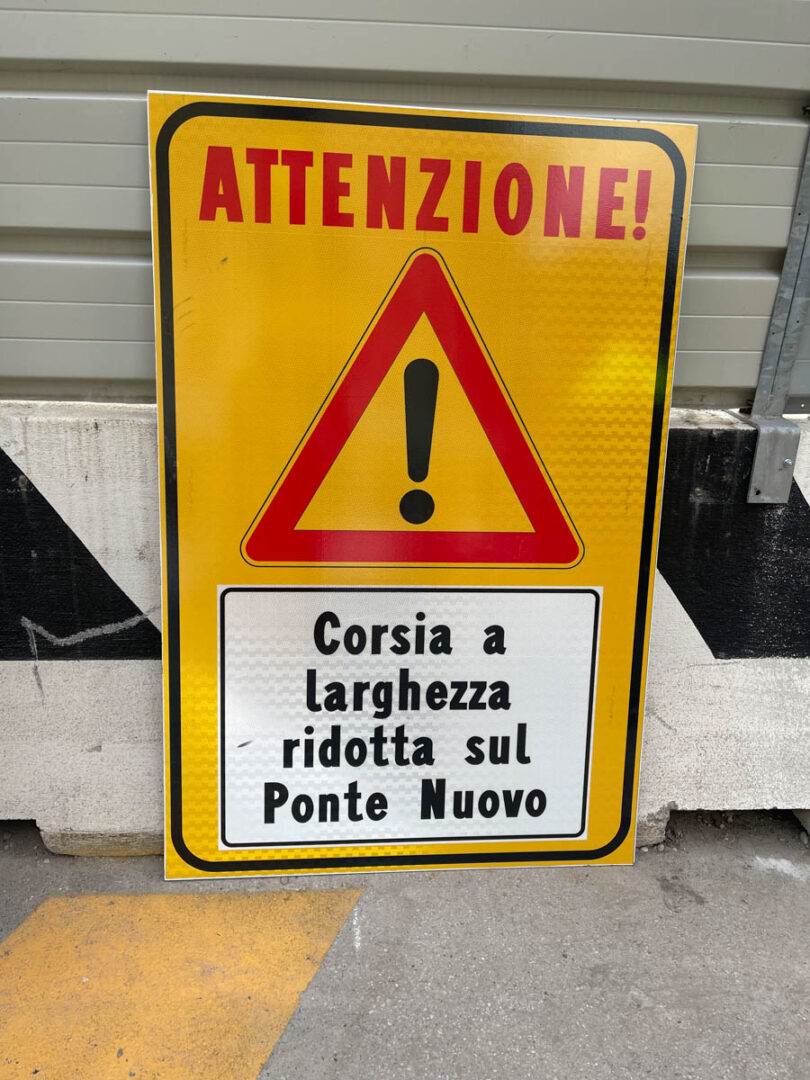 ATTENZIONE!
Corsia a
larghezza
ridotta sul
Ponte Nuovo